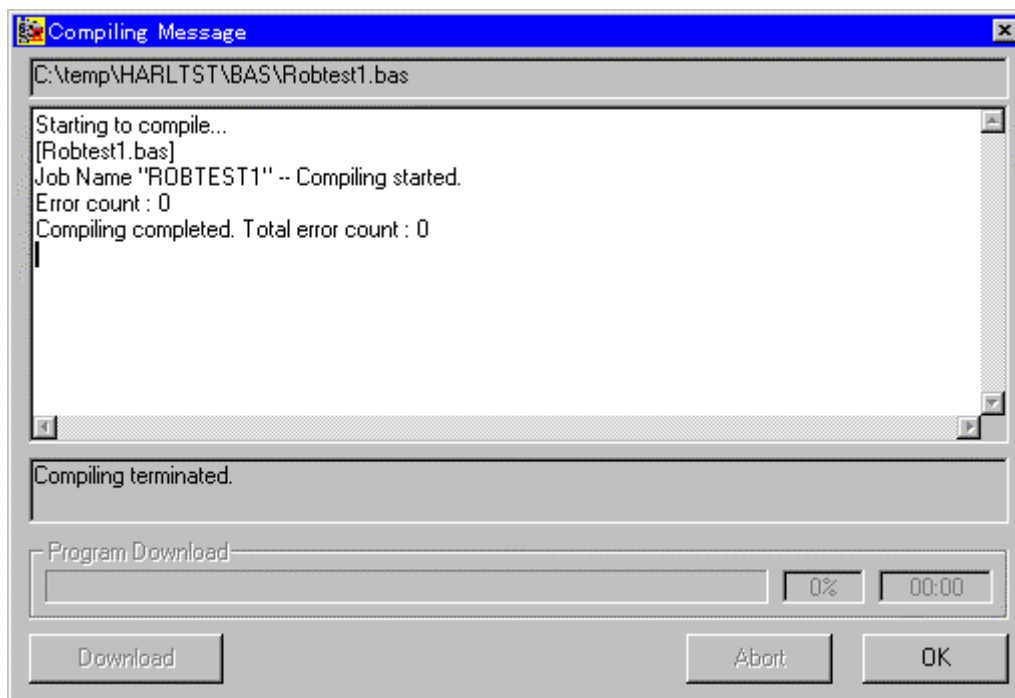 Compiling Message
C:\temp\HARLTST\BAS\Robtest1.bas
Starting to compile...
[Robtest1.bas]
Job Name "ROBTEST1" -- Compiling started.
Error count : 0
Compiling completed. Total error count : 0
Compiling terminated.
Program Download
0% 00:00
Download Abort OK